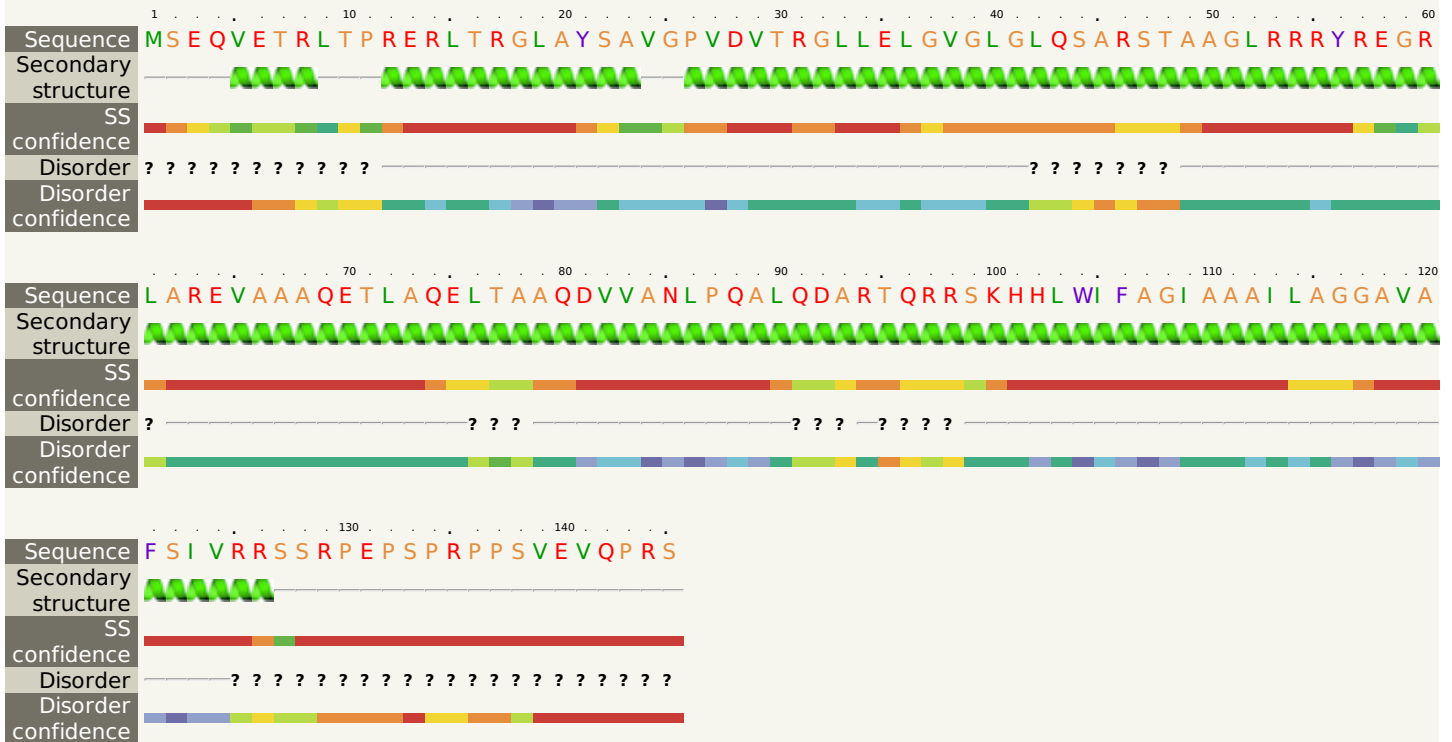 1 10 20 30 40 50 60
Sequence M S E Q V E T R L T P R E R L T R G L A Y S A V G P V D V T R G L L E L G V G L G L Q S A R S T A A G L R R R Y R E G R
Secondary
structure
SS
confidence
Disorder ? ? ? ? ? ? ? ? ? ? ? ? ? ? ? ? ? ?
Disorder
confidence
70 80 90 100 110 120
Sequence L A R E V A A A Q E T L A Q E L T A A Q D V V A N L P Q A L Q D A R T Q R R S K H H L W I F A G I A A A I L A G G A V A
Secondary
structure
SS
confidence
Disorder ? ? ? ? ? ? ? ? ? ? ?
Disorder
confidence
130 140
Sequence F S I V R R S S R P E P S P R P P S V E V Q P R S
Secondary
structure
SS
confidence
Disorder ? ? ? ? ? ? ? ? ? ? ? ? ? ? ? ? ? ? ? ? ?
Disorder
confidence